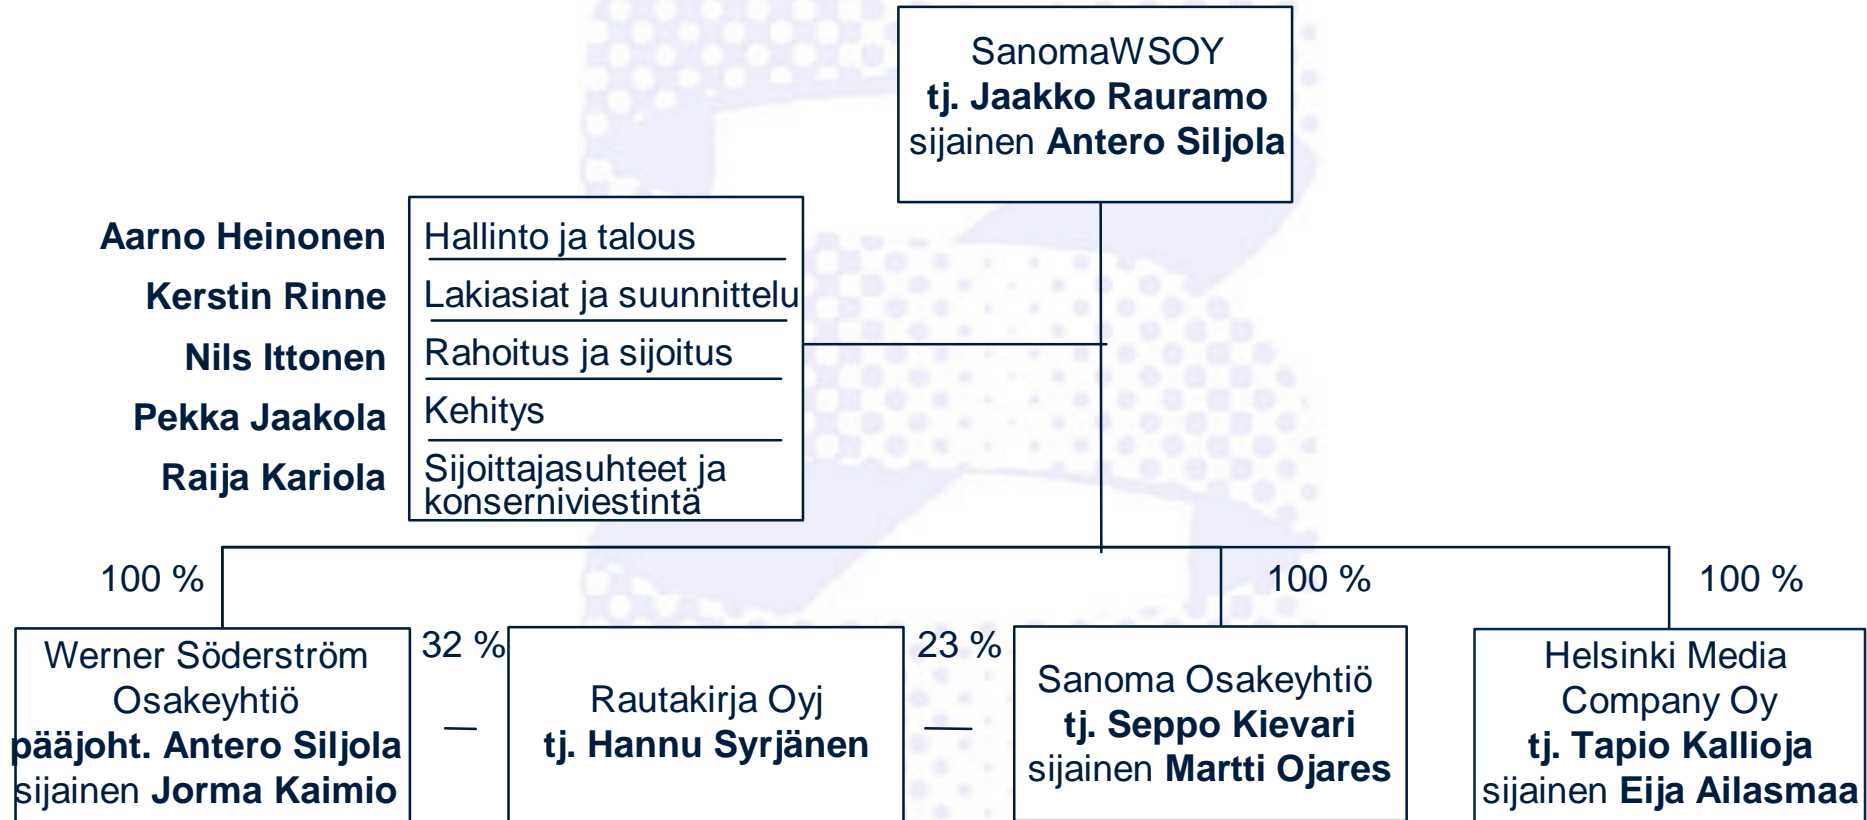 SanomaWSOY
tj. Jaakko Rauramo
sijainen Antero Siljola
Aarno Heinonen
Hallinto ja talous
Kerstin Rinne
Lakiasiat ja suunnittelu
Nils Ittonen
Rahoitus ja sijoitus
Pekka Jaakola
Kehitys
Raija Kariola
Sijoittajasuhteet ja
konserniviestintä
100 %
100 %
100 %
Werner Söderström
Osakeyhtiö
pääjoht. Antero Siljola
sijainen Jorma Kaimio
32 %
Rautakirja Oyj
tj. Hannu Syrjänen
23 %
Sanoma Osakeyhtiö
tj. Seppo Kievari
sijainen Martti Ojares
Helsinki Media
Company Oy
tj. Tapio Kallioja
sijainen Eija Ailasmaa